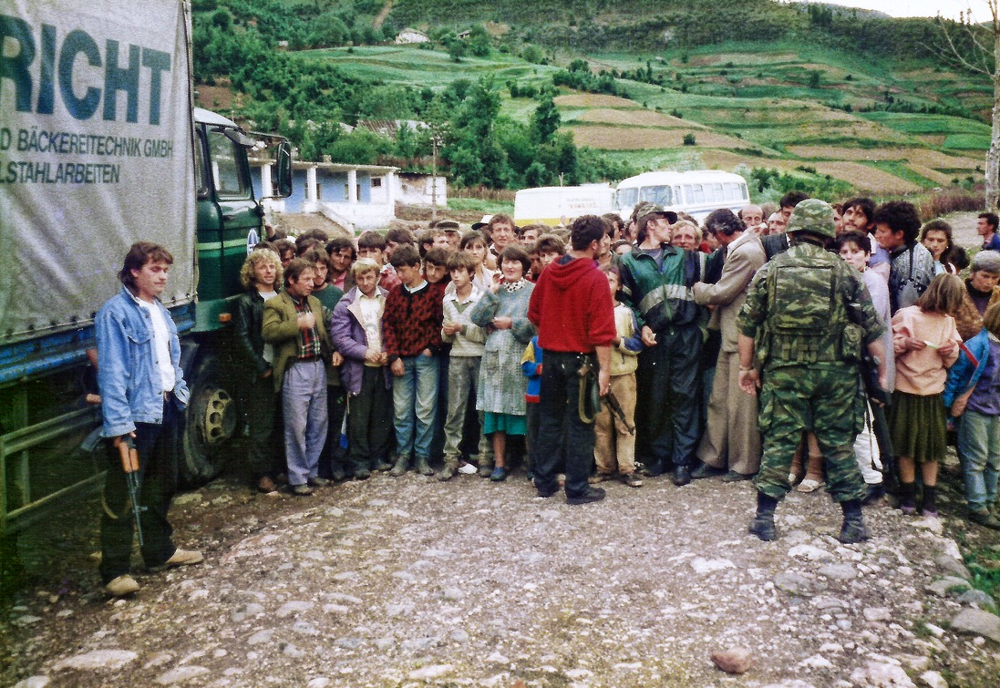 RICHT
D BÄCKEREITECHNIK GMBH
LSTAHLARBEITEN